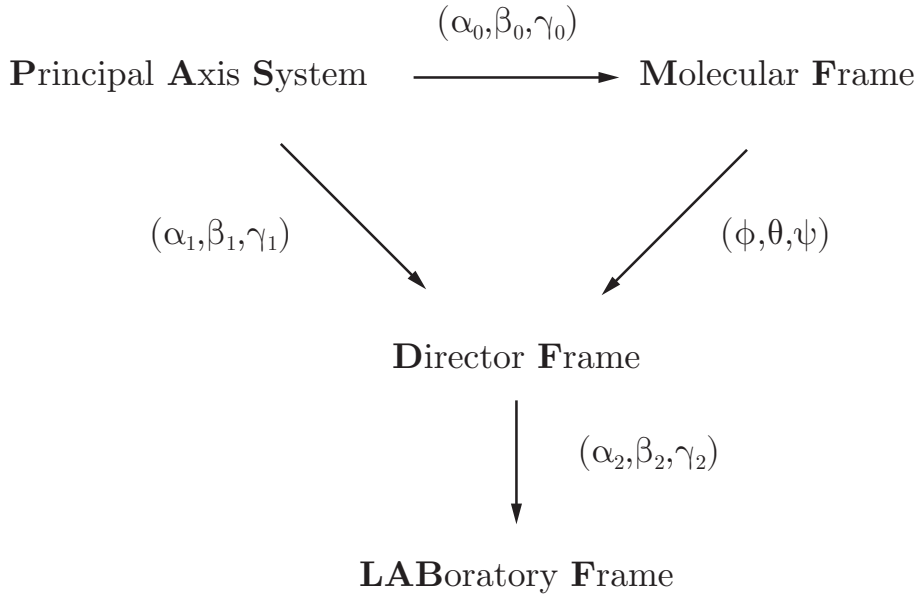 (α₀,β₀,γ₀)
Principal Axis System
Molecular Frame
(α₁,β₁,γ₁)
(ϕ,θ,ψ)
Director Frame
(α₂,β₂,γ₂)
LABoratory Frame